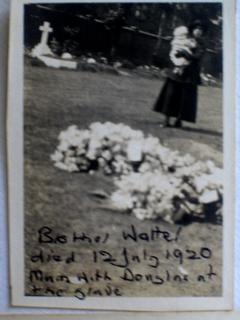 Brother Walter
died 12 July 1920
Mum with Douglas at
the grave